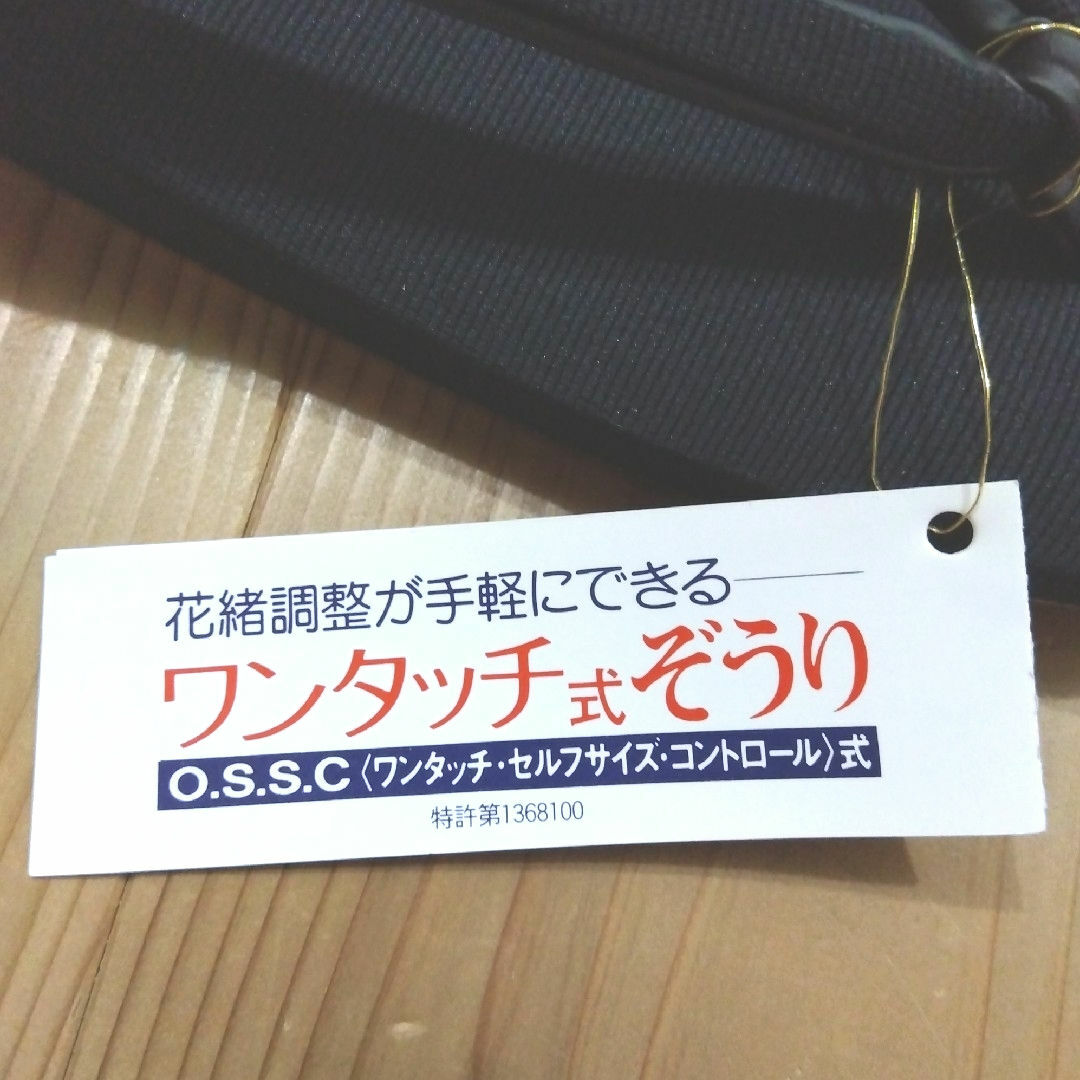 花緒調整が手軽にできる――
ワンタッチ式ぞうり
O.S.S.C〈ワンタッチ・セルフサイズ・コントロール〉式
特許第1368100